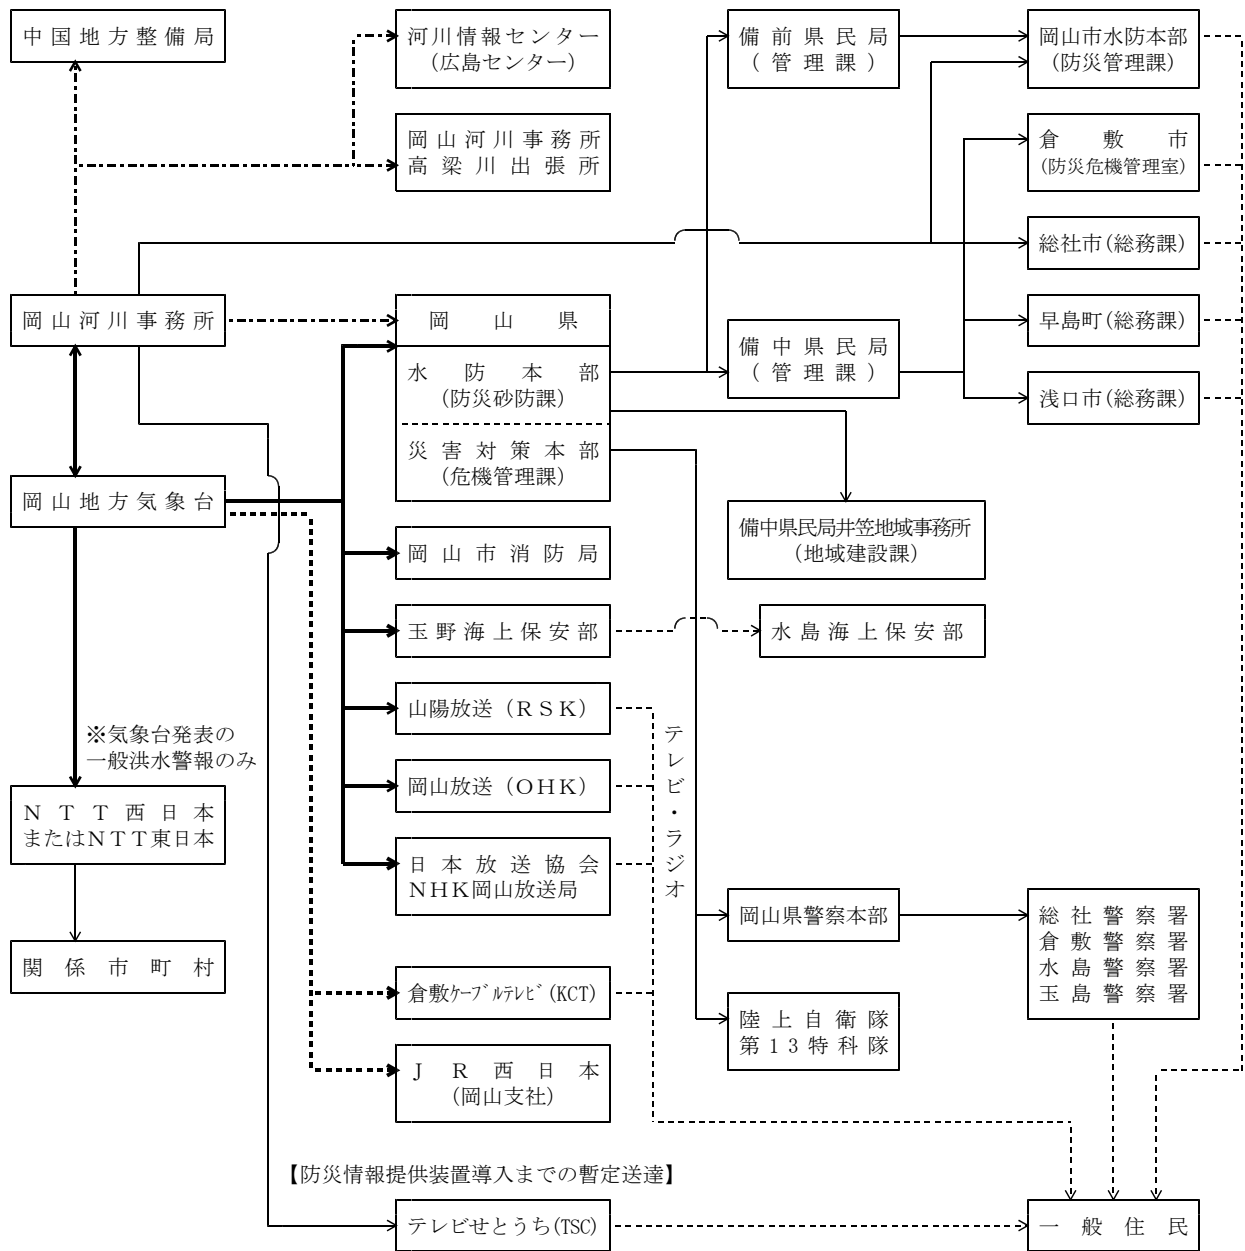 中国地方整備局
河川情報センター
（広島センター）
備前県民局
（管理課）
岡山市水防本部
(防災管理課)
岡山河川事務所
高梁川出張所
倉敷市
(防災危機管理室)
総社市(総務課)
岡山河川事務所
岡山県
水防本部
(防災砂防課)
災害対策本部
(危機管理課)
備中県民局
（管理課）
早島町(総務課)
浅口市(総務課)
岡山地方気象台
備中県民局井笠地域事務所
（地域建設課）
岡山市消防局
玉野海上保安部
水島海上保安部
山陽放送（ＲＳＫ）
テレビ・ラジオ
※気象台発表の
一般洪水警報のみ
岡山放送（ＯＨＫ）
ＮＴＴ西日本
またはＮＴＴ東日本
日本放送協会
ＮＨＫ岡山放送局
岡山県警察本部
総社警察署
倉敷警察署
水島警察署
玉島警察署
関係市町村
倉敷ｹｰﾌﾞﾙﾃﾚﾋﾞ(KCT)
陸上自衛隊
第１３特科隊
ＪＲ西日本
(岡山支社)
【防災情報提供装置導入までの暫定送達】
テレビせとうち(TSC)
一般住民